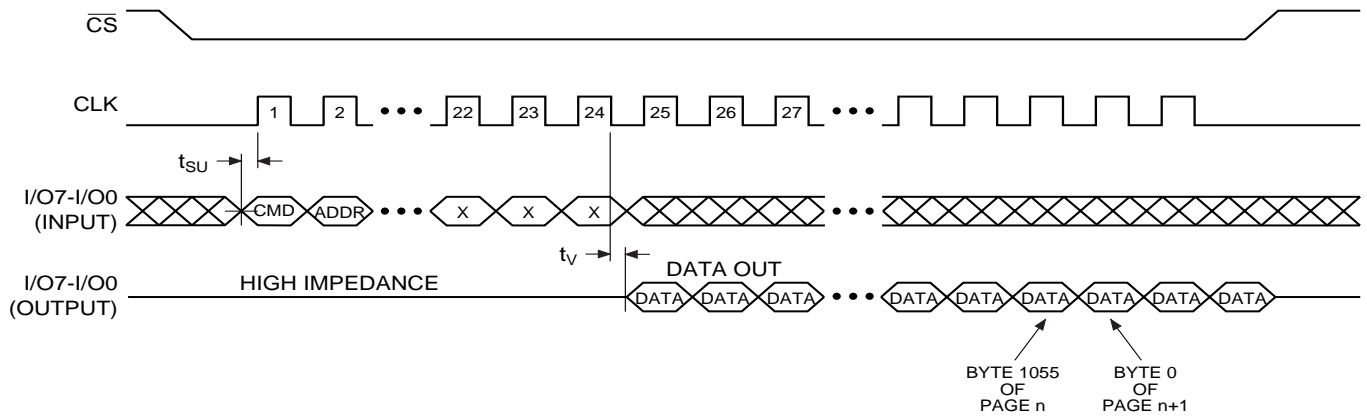 CS
CLK
1 2 ••• 22 23 24 25 26 27 •••
tSU
I/O7-I/O0
(INPUT)
CMD ADDR ••• X X X •••
tV
DATA OUT
I/O7-I/O0
(OUTPUT)
HIGH IMPEDANCE
DATA DATA DATA ••• DATA DATA DATA DATA DATA DATA
BYTE 1055
OF
PAGE n
BYTE 0
OF
PAGE n+1